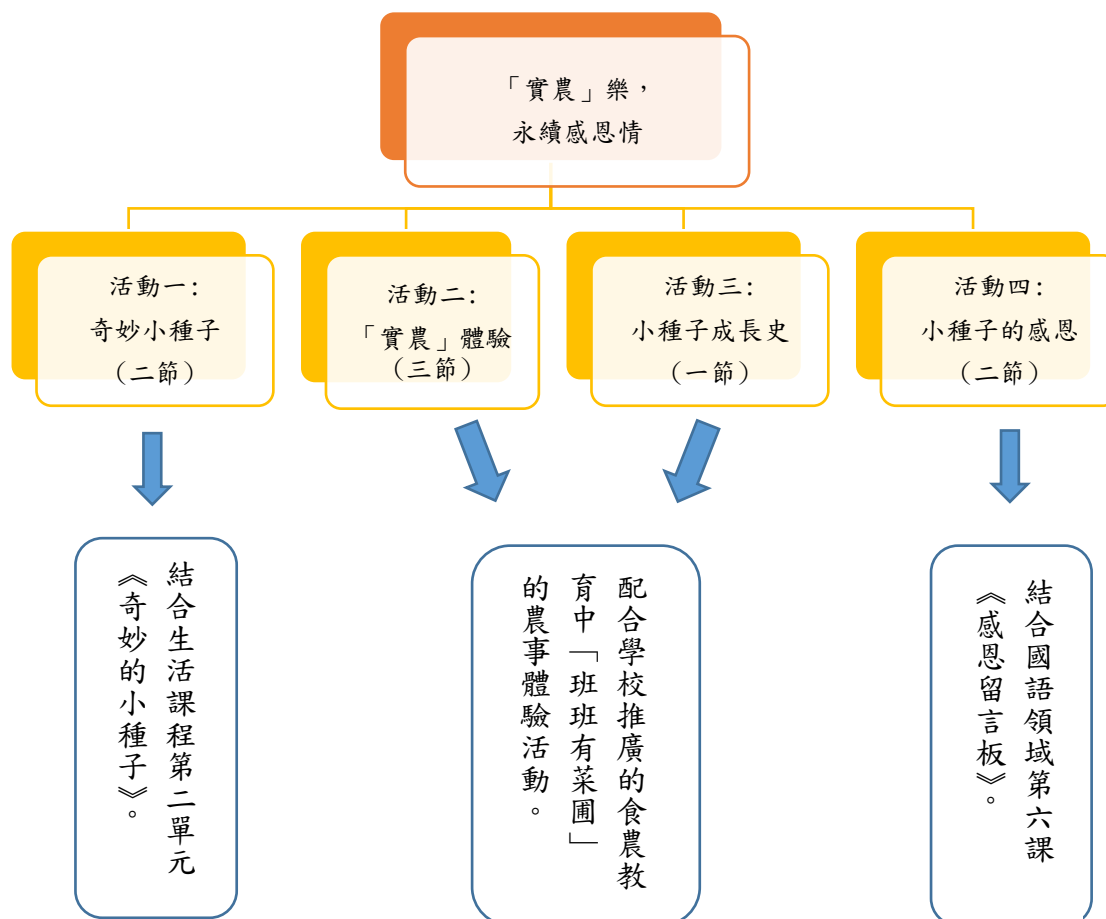 「實農」樂，
永續感恩情
活動一:
奇妙小種子
（二節）
活動二:
「實農」體驗
（三節）
活動三:
小種子成長史
（一節）
活動四:
小種子的感恩
（二節）
結合生活課程第二單元
《奇妙的小種子》。
配合學校推廣的食農教
育中「班班有菜圃」
的農事體驗活動。
結合國語領域第六課
《感恩留言板》。